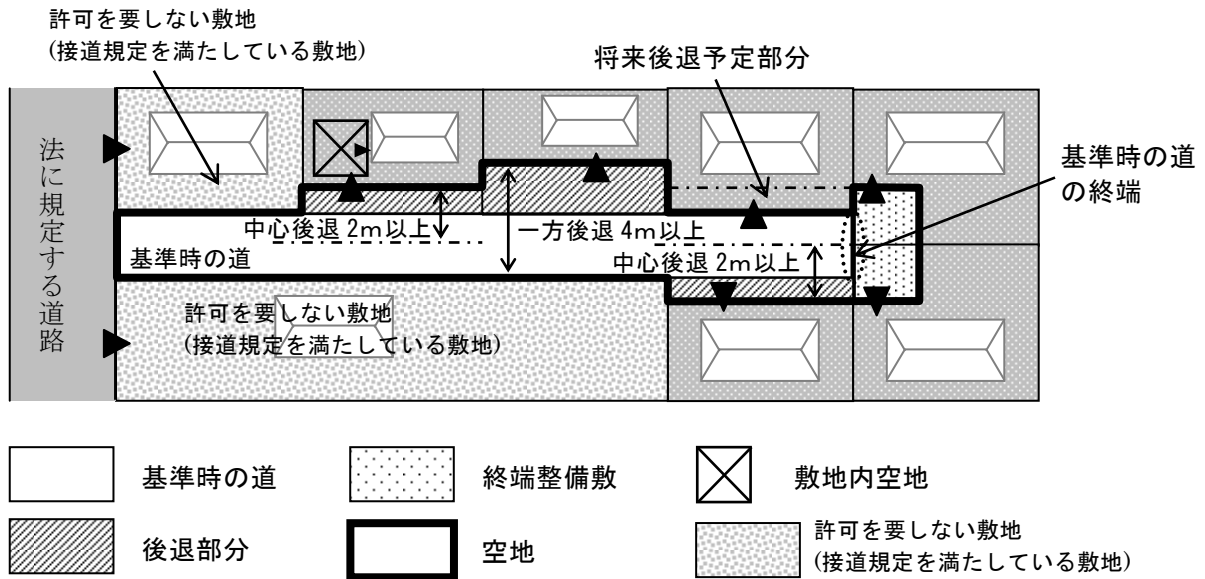 許可を要しない敷地
(接道規定を満たしている敷地)
将来後退予定部分
法に規定する道路
基準時の道
の終端
中心後退 2m以上
一方後退 4m以上
基準時の道
中心後退 2m以上
許可を要しない敷地
(接道規定を満たしている敷地)
基準時の道
終端整備敷
敷地内空地
後退部分
空地
許可を要しない敷地
(接道規定を満たしている敷地)